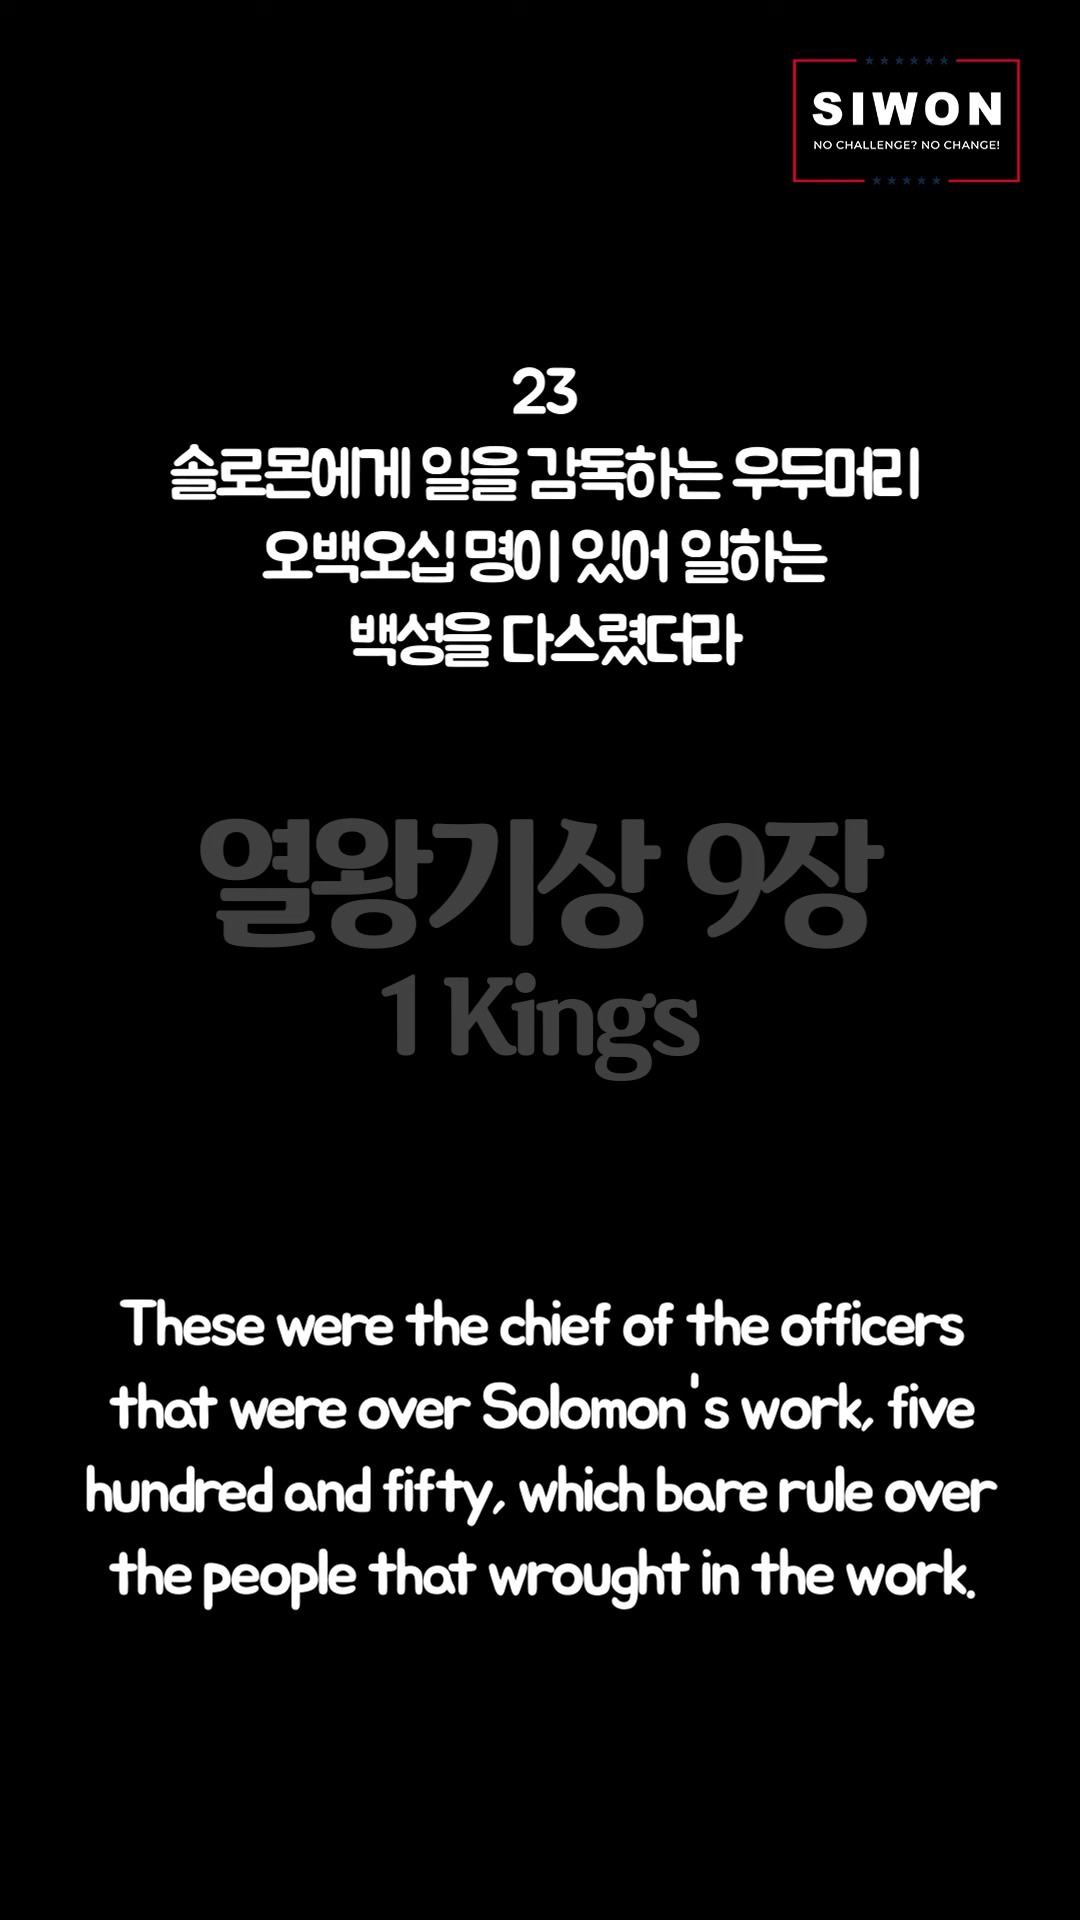 SIWON
NO CHALLENGE? NO CHANGE!
23
솔로몬에게 일을 감독하는 우두머리
오백오십 명이 있어 일하는
백성을 다스렸더라
열왕기상 9장
1 Kings
These were the chief of the officers
that were over Solomon's work, five
hundred and fifty, which bare rule over
the people that wrought in the work.